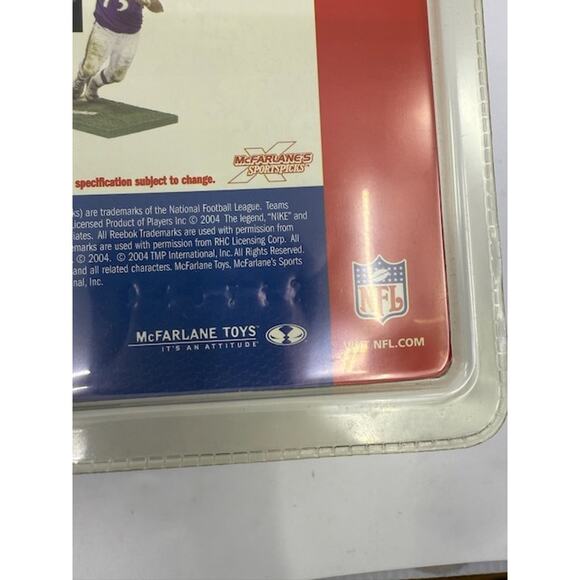 McFARLANE'S
SPORTSPICKS
specification subject to change.
ks) are trademarks of the National Football League. Teams
Licensed Product of Players Inc © 2004 The legend, "NIKE" and
iates. All Reebok Trademarks are used with permission from
emarks are used with permission from RHC Licensing Corp. All
. © 2004. © 2004 TMP International, Inc. All Rights Reserved.
and all related characters. McFarlane Toys, McFarlane's Sports
nal, Inc.
NFL
McFARLANE TOYS
IT'S AN ATTITUDE
VISIT NFL.COM